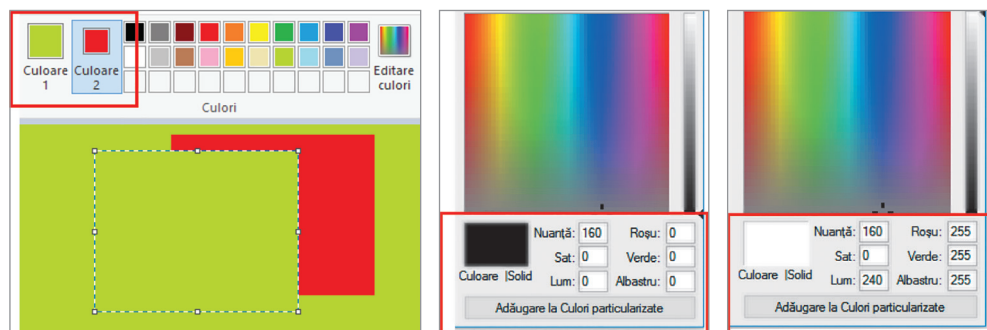 Culoare 1
Culoare 2
Editare culori
Culori
Nuanță: 160 Roșu: 0
Sat: 0 Verde: 0
Culoare |Solid
Lum: 0 Albastru: 0
Adăugare la Culori particularizate
Nuanță: 160 Roșu: 255
Sat: 0 Verde: 255
Culoare |Solid
Lum: 240 Albastru: 255
Adăugare la Culori particularizate